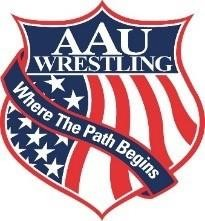 AAU
WRESTLING
Where The Path Begins